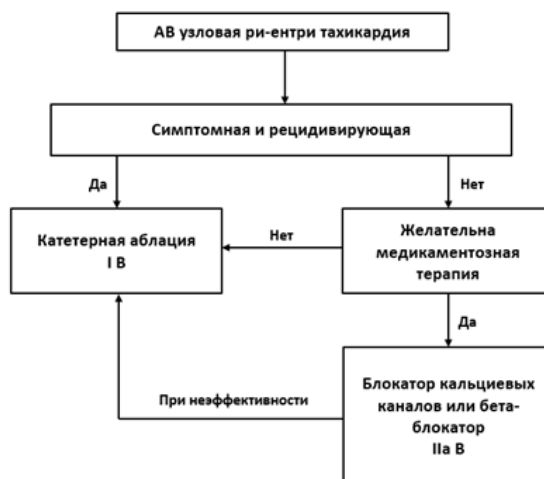 АВ узловая ри-ентри тахикардия
Симптомная и рецидивирующая
Да
Нет
Катетерная аблация
I B
Нет
Желательна
медикаментозная
терапия
Да
При неэффективности
Блокатор кальциевых
каналов или бета-
блокатор
IIa B